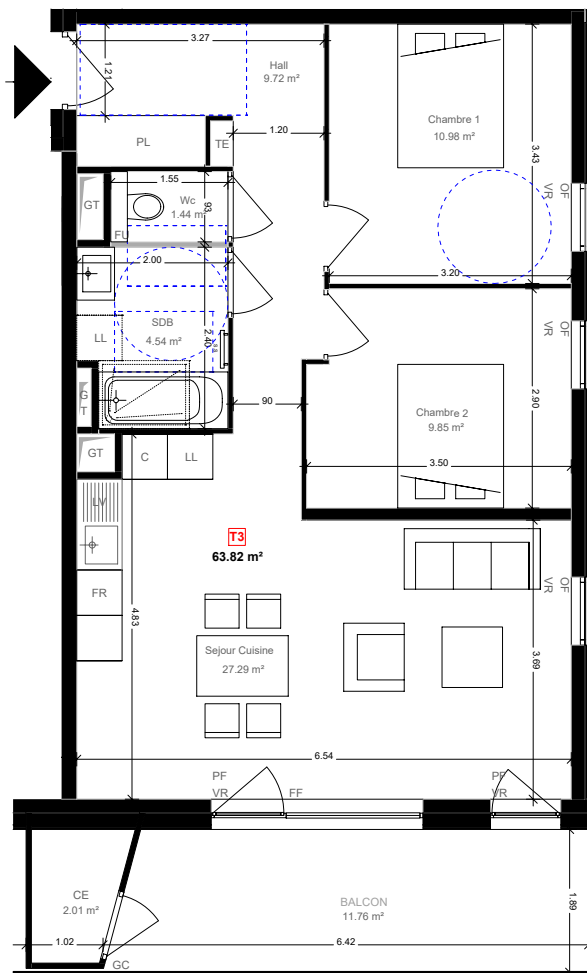 3.27
Hall
9.72 m²
1.21
PL
TE
1.20
Chambre 1
10.98 m²
3.43
OF
VR
GT
1.55
Wc
1.44 m²
.93
FU
2.00
3.20
SDB
4.54 m²
2.40
LL
GT
90
Chambre 2
9.85 m²
2.90
OF
VR
3.50
GT
C
LL
LV
T3
63.82 m²
FR
OF
VR
4.83
Sejour Cuisine
27.29 m²
3.69
6.54
PF
VR
FF
PF
VR
CE
2.01 m²
BALCON
11.76 m²
1.89
1.02
6.42
GC